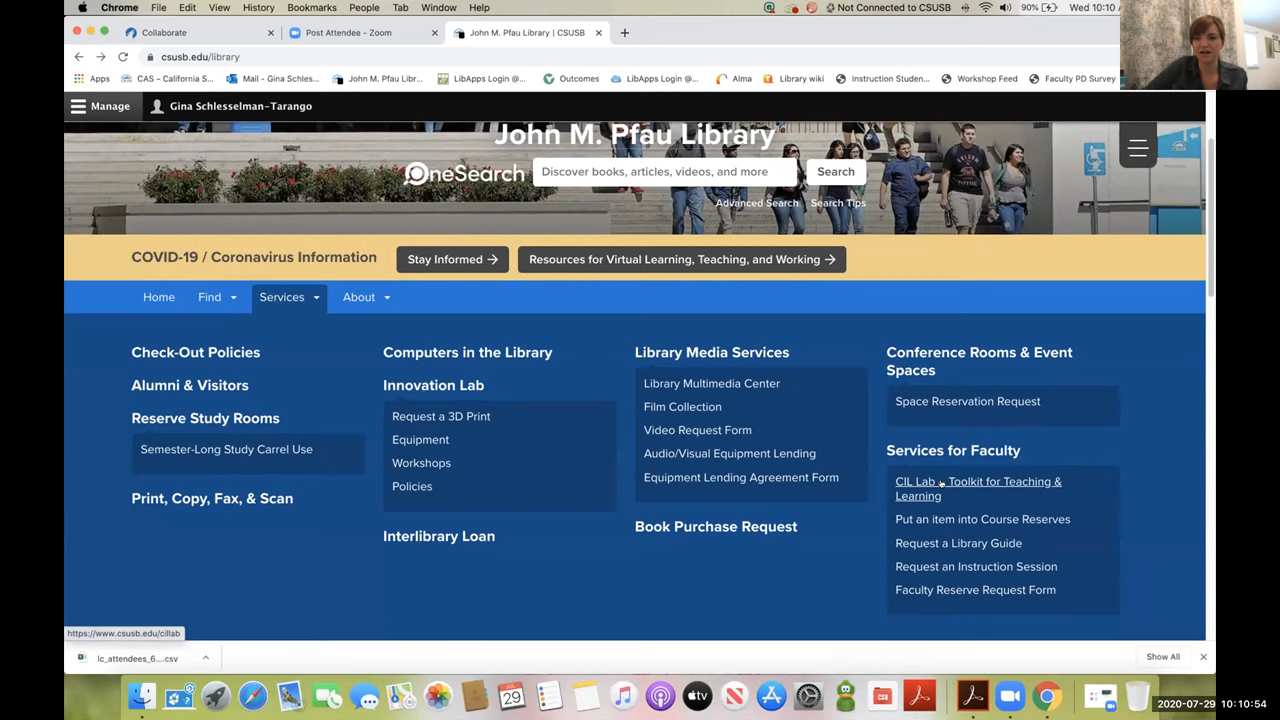 Chrome File Edit View History Bookmarks People Tab Window Help Not Connected to CSUSB 90% Wed 10:10
Collaborate Post Attendee - Zoom John M. Pfau Library | CSUSB
csusb.edu/library
Apps CAS – California S... Mail - Gina Schles... John M. Pfau Libr... LibApps Login @... Outcomes LibApps Login @... Alma Library wiki Instruction Studen... Workshop Feed Faculty PD Survey
Manage Gina Schlesselman-Tarango
John M. Pfau Library
OneSearch Discover books, articles, videos, and more Search
Advanced Search Search Tips
COVID-19 / Coronavirus Information Stay Informed → Resources for Virtual Learning, Teaching, and Working →
Home Find Services About
Check-Out Policies
Alumni & Visitors
Reserve Study Rooms
Semester-Long Study Carrel Use
Print, Copy, Fax, & Scan
Computers in the Library
Innovation Lab
Request a 3D Print
Equipment
Workshops
Policies
Interlibrary Loan
Library Media Services
Library Multimedia Center
Film Collection
Video Request Form
Audio/Visual Equipment Lending
Equipment Lending Agreement Form
Book Purchase Request
Conference Rooms & Event
Spaces
Space Reservation Request
Services for Faculty
CIL Lab Toolkit for Teaching &
Learning
Put an item into Course Reserves
Request a Library Guide
Request an Instruction Session
Faculty Reserve Request Form
https://www.csusb.edu/cillab
lc_attendees_6....csv Show All
29
2020-07-29 10:10:54